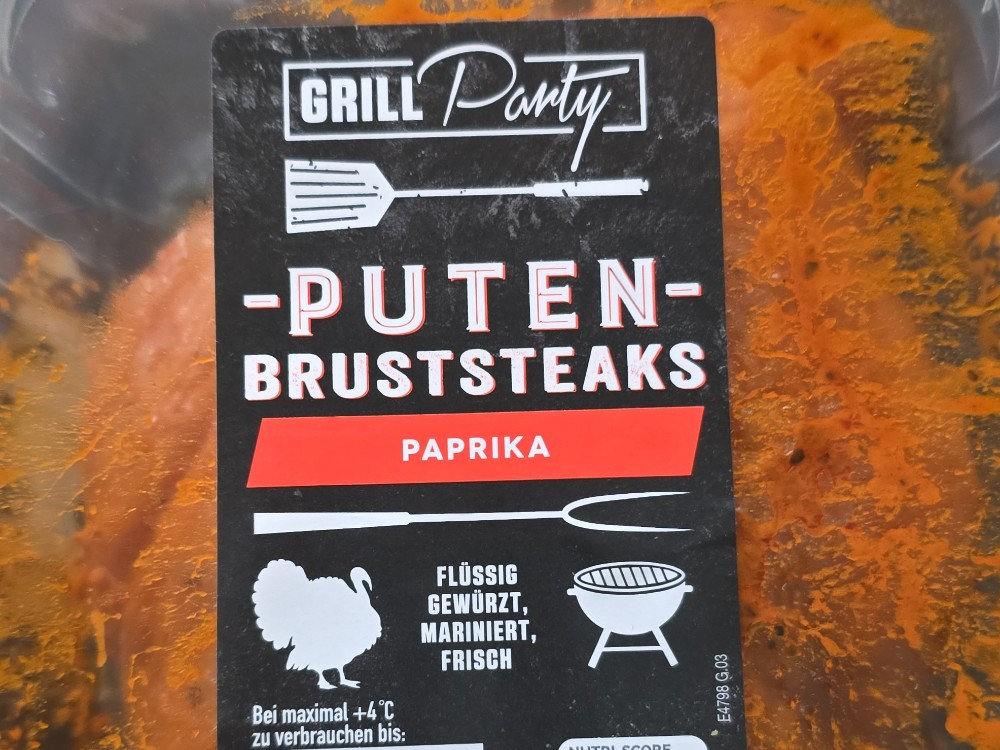 GRILL Party
-PUTEN-
BRUSTSTEAKS
PAPRIKA
FLÜSSIG
GEWÜRZT,
MARINIERT,
FRISCH
Bei maximal +4°C
zu verbrauchen bis:
NUTRI-SCORE
E4798 G.03